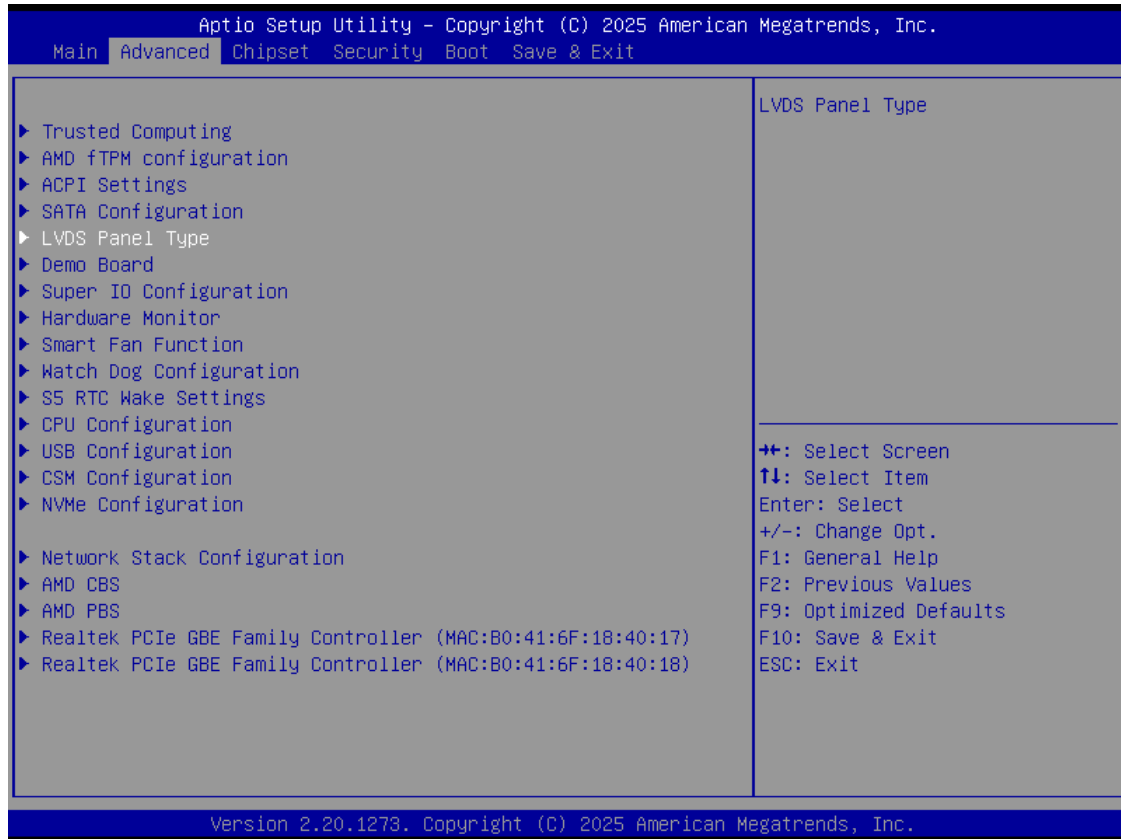 Aptio Setup Utility – Copyright (C) 2025 American Megatrends, Inc.
Main Advanced Chipset Security Boot Save & Exit
Trusted Computing
AMD fTPM configuration
ACPI Settings
SATA Configuration
LVDS Panel Type
Demo Board
Super IO Configuration
Hardware Monitor
Smart Fan Function
Watch Dog Configuration
S5 RTC Wake Settings
CPU Configuration
USB Configuration
CSM Configuration
NVMe Configuration
Network Stack Configuration
AMD CBS
AMD PBS
Realtek PCIe GBE Family Controller (MAC:B0:41:6F:18:40:17)
Realtek PCIe GBE Family Controller (MAC:B0:41:6F:18:40:18)
LVDS Panel Type
→←: Select Screen
↑↓: Select Item
Enter: Select
+/-: Change Opt.
F1: General Help
F2: Previous Values
F9: Optimized Defaults
F10: Save & Exit
ESC: Exit
Version 2.20.1273. Copyright (C) 2025 American Megatrends, Inc.